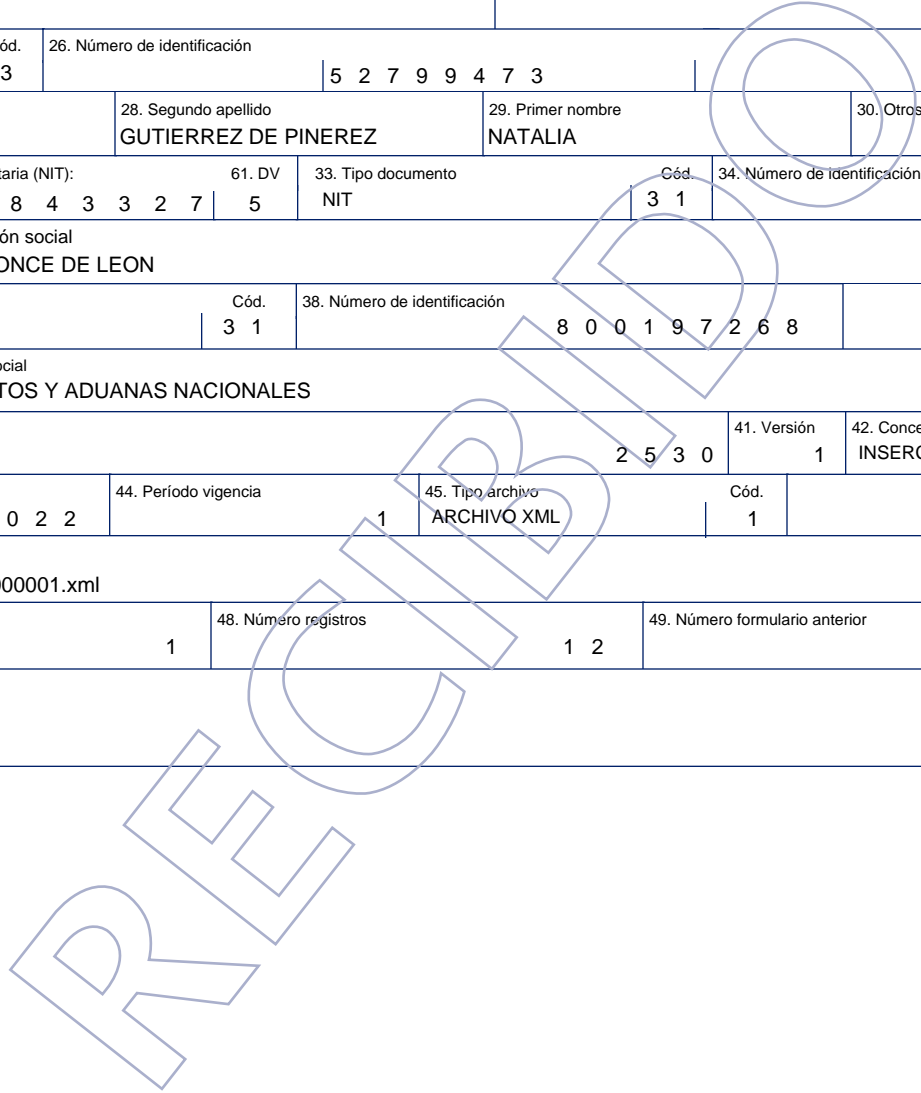 ód. 26. Número de identificación
3 5 2 7 9 9 4 7 3
28. Segundo apellido 29. Primer nombre 30. Otros
GUTIERREZ DE PINEREZ NATALIA
taria (NIT): 61. DV 33. Tipo documento Cód. 34. Número de identificación
8 4 3 3 2 7 5 NIT 3 1
ón social
ONCE DE LEON
Cód. 38. Número de identificación
3 1 8 0 0 1 9 7 2 6 8
ocial
TOS Y ADUANAS NACIONALES
41. Versión 42. Conce
2 5 3 0 1 INSERC
44. Período vigencia 45. Tipo archivo Cód.
0 2 2 1 ARCHIVO XML 1
000001.xml
48. Número registros 49. Número formulario anterior
1 1 2
RECIBIDO